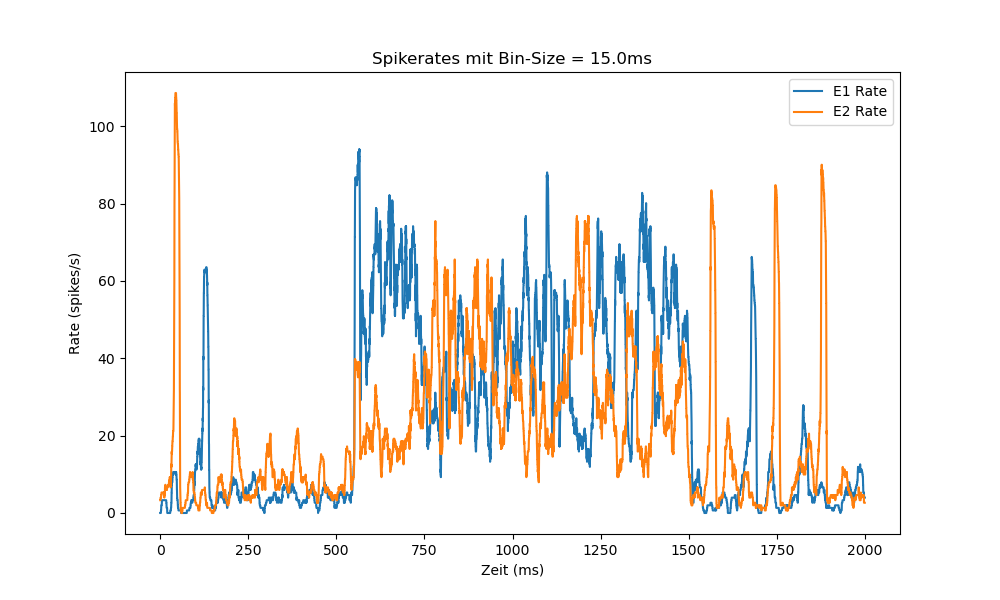 Spikerates mit Bin-Size = 15.0ms
E1 Rate
E2 Rate
Rate (spikes/s)
100
80
60
40
20
0
0 250 500 750 1000 1250 1500 1750 2000
Zeit (ms)